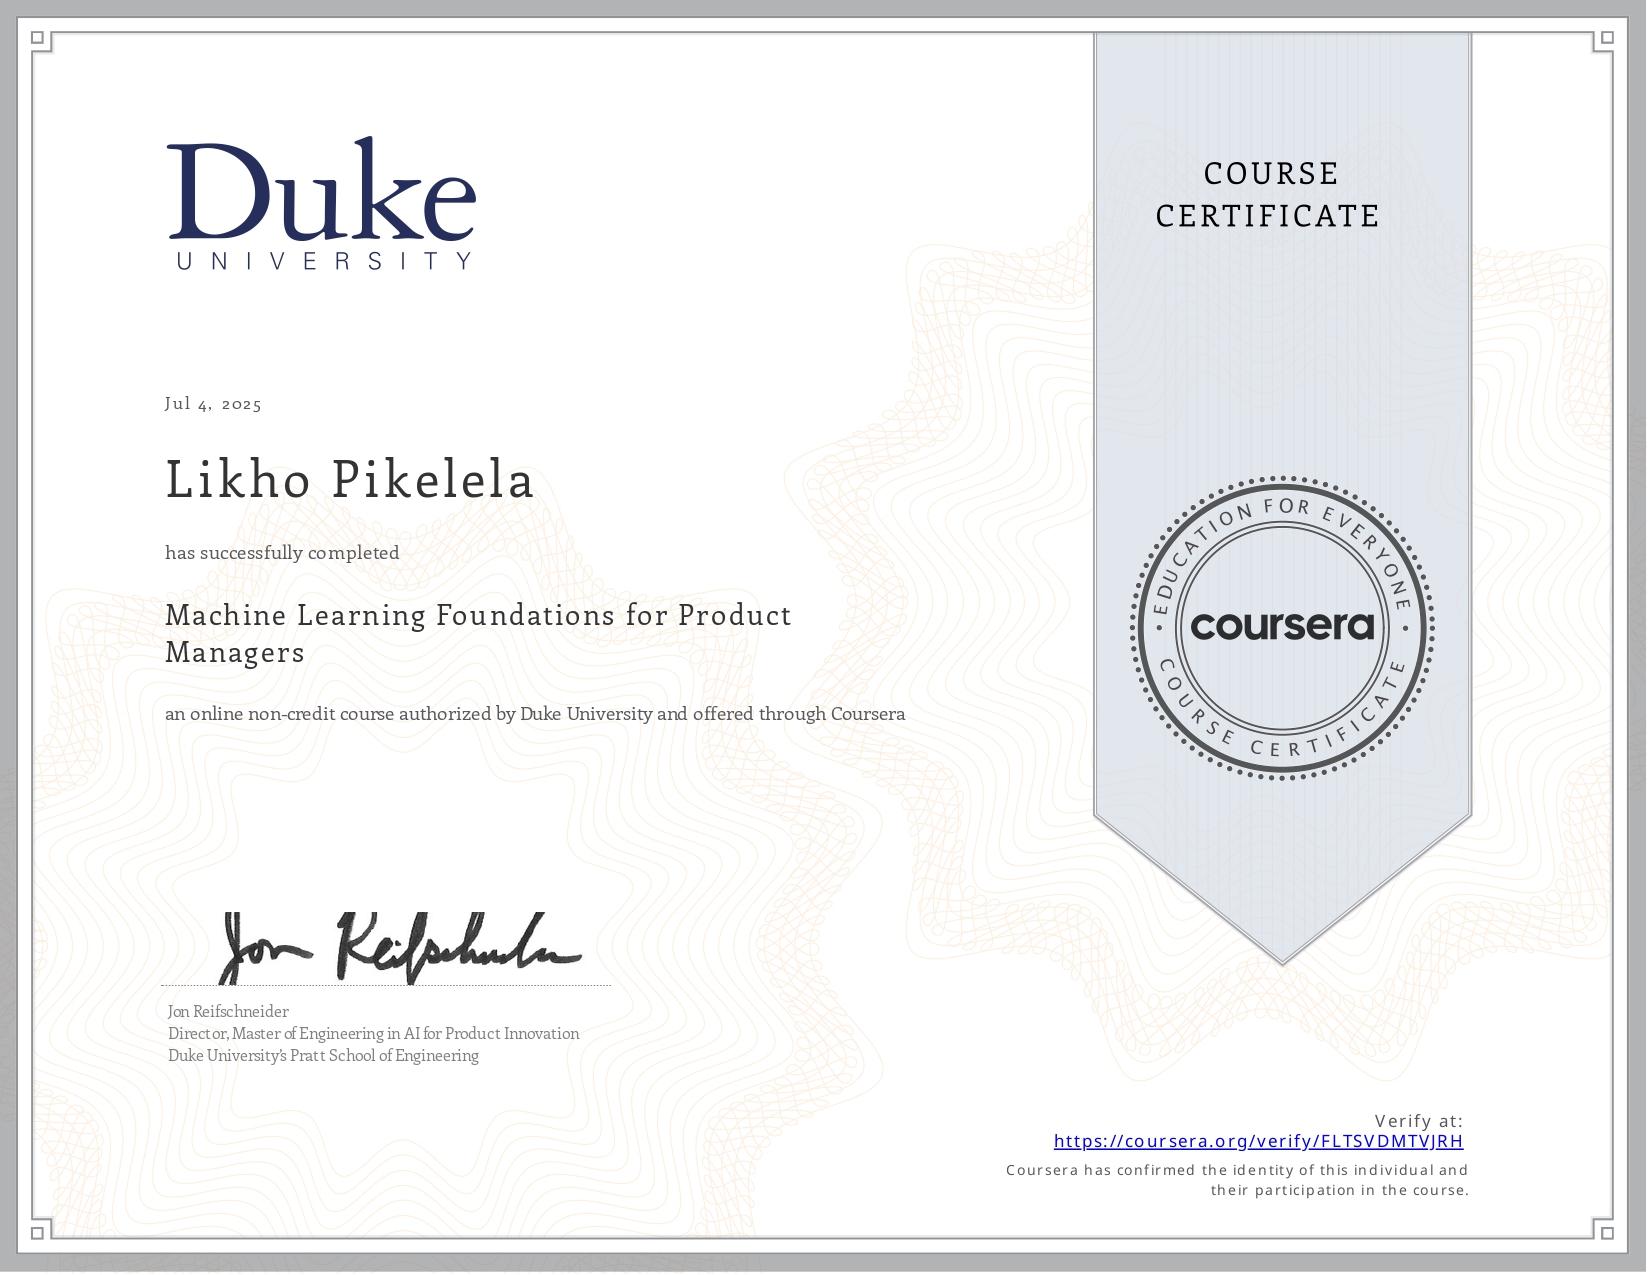 Duke
UNIVERSITY
COURSE
CERTIFICATE
Jul 4, 2025
Likho Pikelela
has successfully completed
Machine Learning Foundations for Product
Managers
an online non-credit course authorized by Duke University and offered through Coursera
EDUCATION FOR EVERYONE
coursera
COURSE CERTIFICATE
Jon Reifschneider
Jon Reifschneider
Director, Master of Engineering in AI for Product Innovation
Duke University's Pratt School of Engineering
Verify at:
https://coursera.org/verify/FLTSVDMTVJRH
Coursera has confirmed the identity of this individual and
their participation in the course.